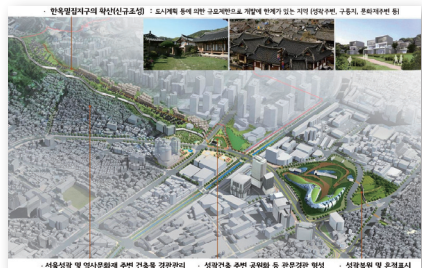 · 한옥밀집지구의 확산(신규조성) : 도시계획 등에 의한 규모제한으로 개발에 한계가 있는 지역 (성곽주변, 구릉지, 문화재주변 등)
· 서울성곽 및 역사문화재 주변 건축물 경관관리 · 성곽건축 주변 공원화 등 관문경관 형성 · 성곽복원 및 흔적표시